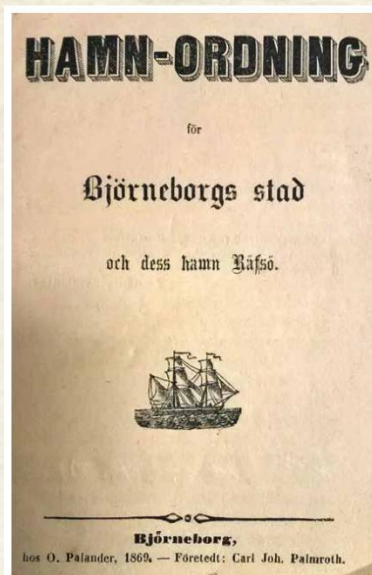 HAMN-ORDNING
för
Björneborgs stad
och dess hamn Räfsö.
Björneborg,
hos O. Palander, 1869. — Företedt: Carl Joh. Palmroth.